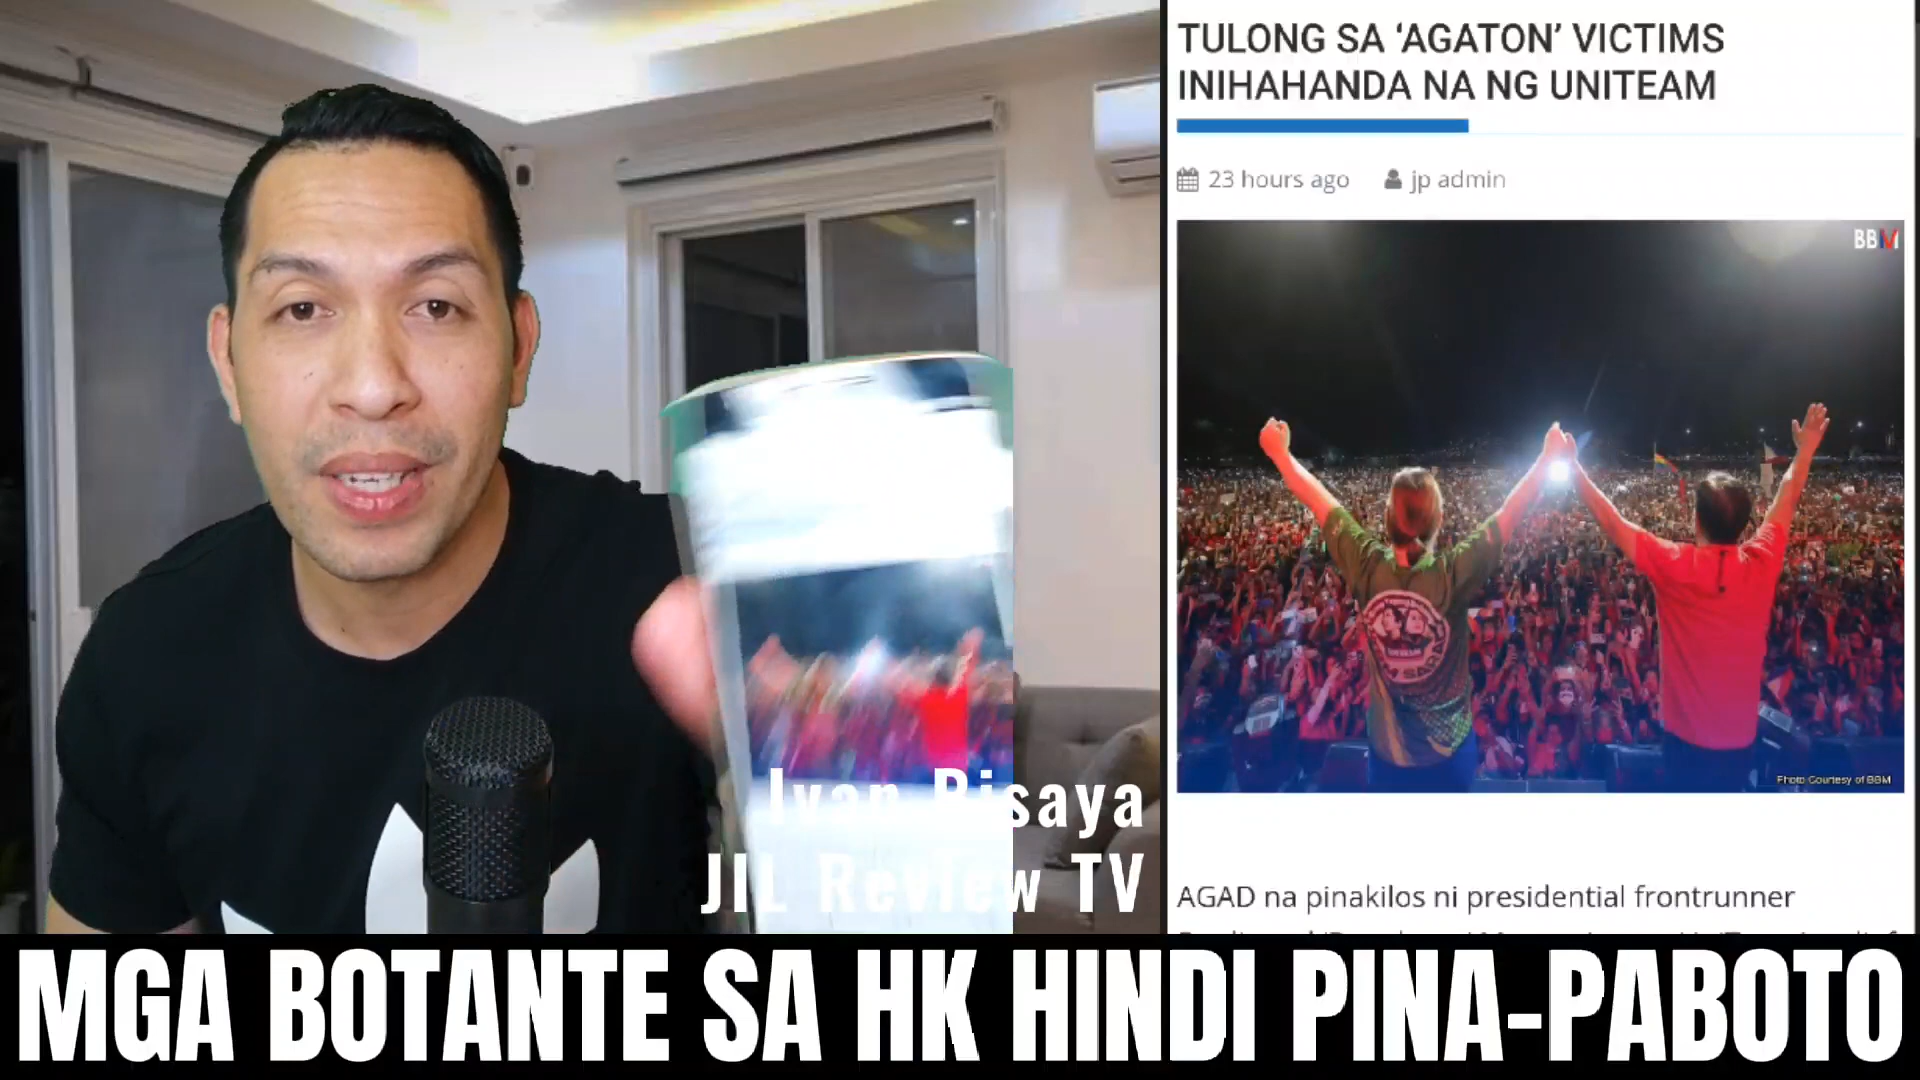 TULONG SA ‘AGATON’ VICTIMS
INIHAHANDA NA NG UNITEAM
23 hours ago jp admin
BBM
Photo Courtesy of BBM
AGAD na pinakilos ni presidential frontrunner
Ivan Bisaya
JIL Review TV
MGA BOTANTE SA HK HINDI PINA-PABOTO